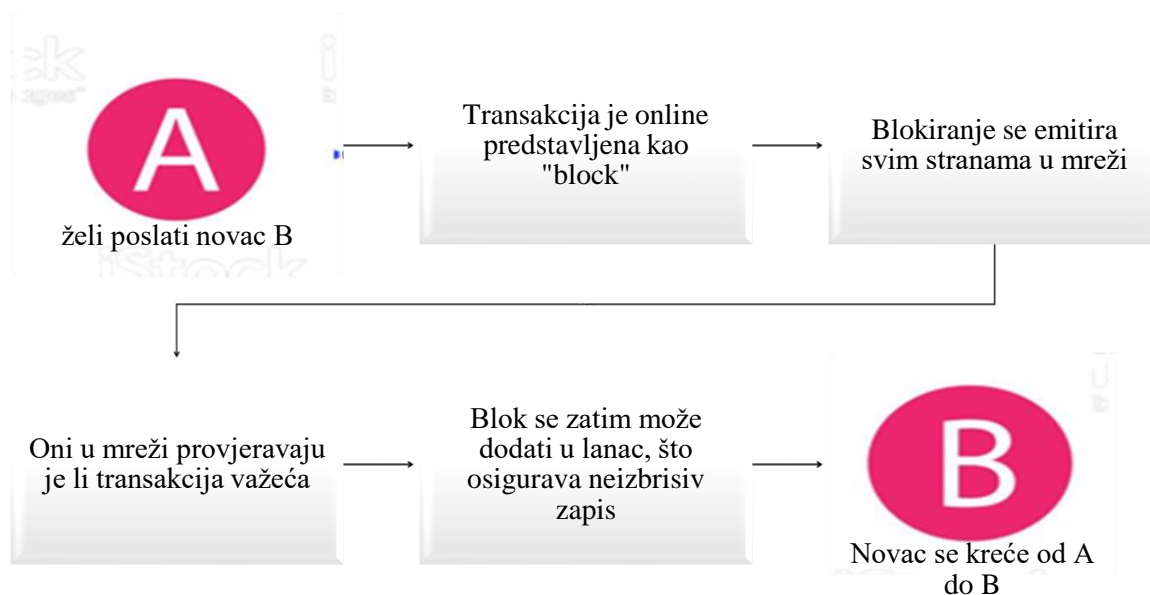 A
želi poslati novac B
Transakcija je online
predstavljena kao
"block"
Blokiranje se emitira
svim stranama u mreži
Oni u mreži provjeravaju
je li transakcija važeća
Blok se zatim može
dodati u lanac, što
osigurava neizbrisiv
zapis
B
Novac se kreće od A
do B
iStock